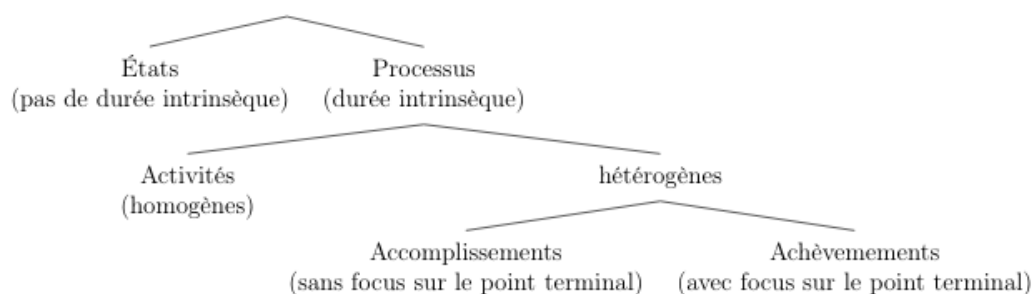 États
(pas de durée intrinsèque)
Processus
(durée intrinsèque)
Activités
(homogènes)
hétérogènes
Accomplissements
(sans focus sur le point terminal)
Achèvemements
(avec focus sur le point terminal)